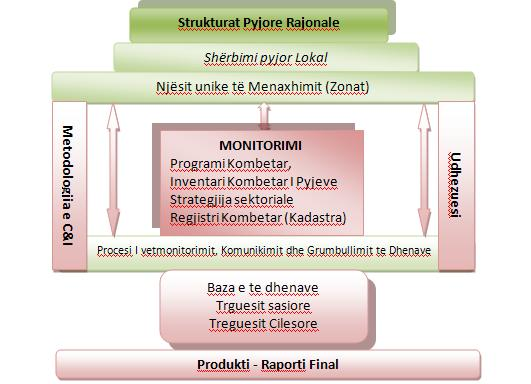 Strukturat Pyjore Rajonale
Shërbimi pyjor Lokal
Njësit unike të Menaxhimit (Zonat)
Metodologjia e C&I
MONITORIMI
Programi Kombetar,
Inventari Kombetar I Pyjeve
Strategjija sektoriale
Regjistri Kombetar (Kadastra)
Udhezuesi
Procesi I vetmonitorimit, Komunikimit dhe Grumbullimit te Dhenave
Baza e te dhenave
Trguesit sasiore
Treguesit Cilesore
Produkti - Raporti Final